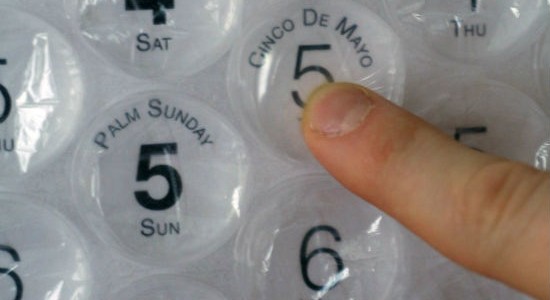 4
SAT
CINCO DE MAYO
5
THU
PALM SUNDAY
5
SUN
5
6